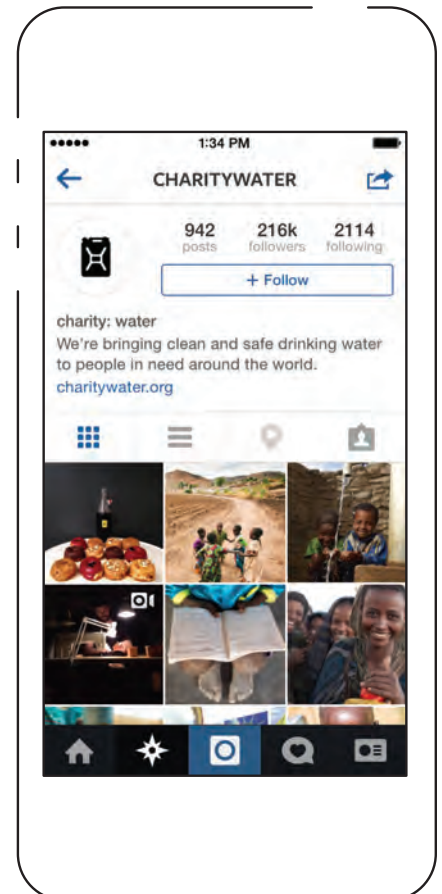 1:34 PM
CHARITYWATER
942 216k 2114
posts followers following
+ Follow
charity: water
We're bringing clean and safe drinking water
to people in need around the world.
charitywater.org